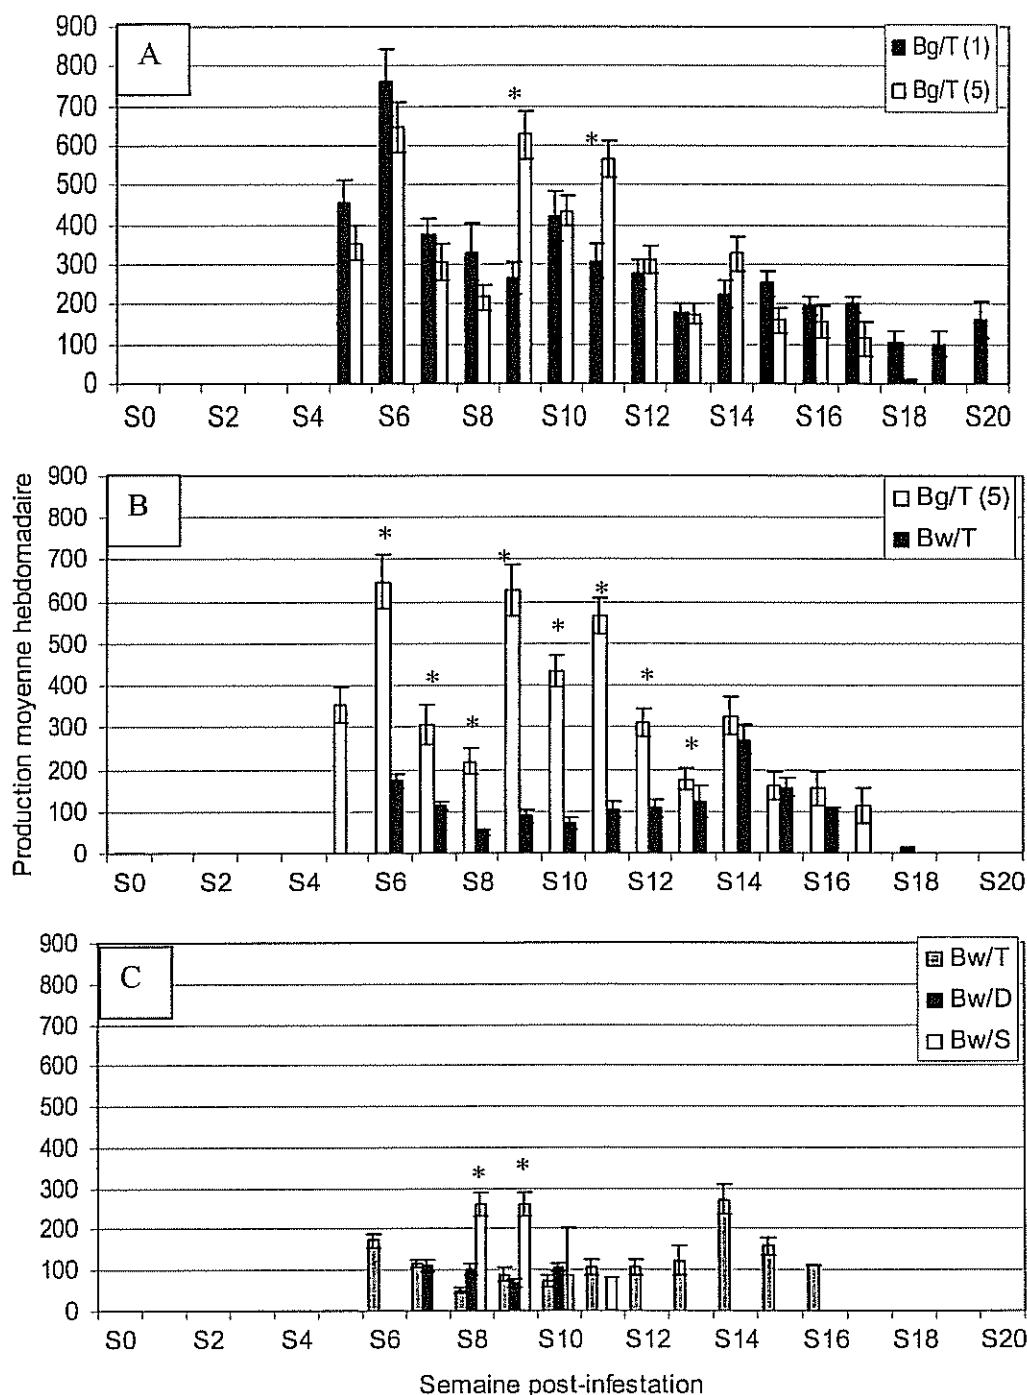 A
Bg/T (1)
Bg/T (5)
900
800
700
600
500
400
300
200
100
0
* *
S0 S2 S4 S6 S8 S10 S12 S14 S16 S18 S20
Production moyenne hebdomadaire
B
Bg/T (5)
Bw/T
900
800
700
600
500
400
300
200
100
0
* * * * * * * *
S0 S2 S4 S6 S8 S10 S12 S14 S16 S18 S20
C
Bw/T
Bw/D
Bw/S
900
800
700
600
500
400
300
200
100
0
* *
S0 S2 S4 S6 S8 S10 S12 S14 S16 S18 S20
Semaine post-infestation